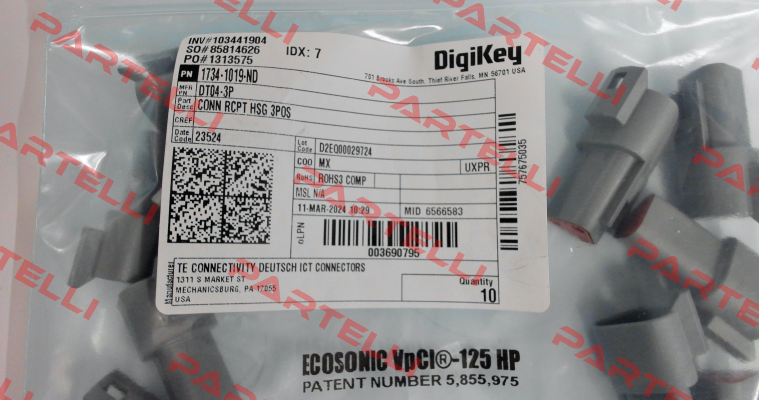 INV#103441904
SO#85814626
IDX: 7
PO#1313575
DigiKey
701 Brooks Ave South, Thief River Falls, MN 56701 USA
PN 1734-1019-ND
MFR PN DT04-3P
Part Desc CONN RCPT HSG 3POS
CREF
Date Code 23524
Lot Code D2EQ00029724
COO MX
UXPR
RoHS ROHS3 COMP
MSL N/A
11-MAR-2024 10:29
MID 6566583
oLPN
003690795
757675035
Manufacturer
TE CONNECTIVITY DEUTSCH ICT CONNECTORS
1311 S MARKET ST
MECHANICSBURG, PA 17055
USA
Quantity
10
ECOSONIC VpCI®-125 HP
PATENT NUMBER 5,855,975
PARTELLI
PARTELLI
PARTELLI
PARTELLI
PARTELLI
PARTELLI